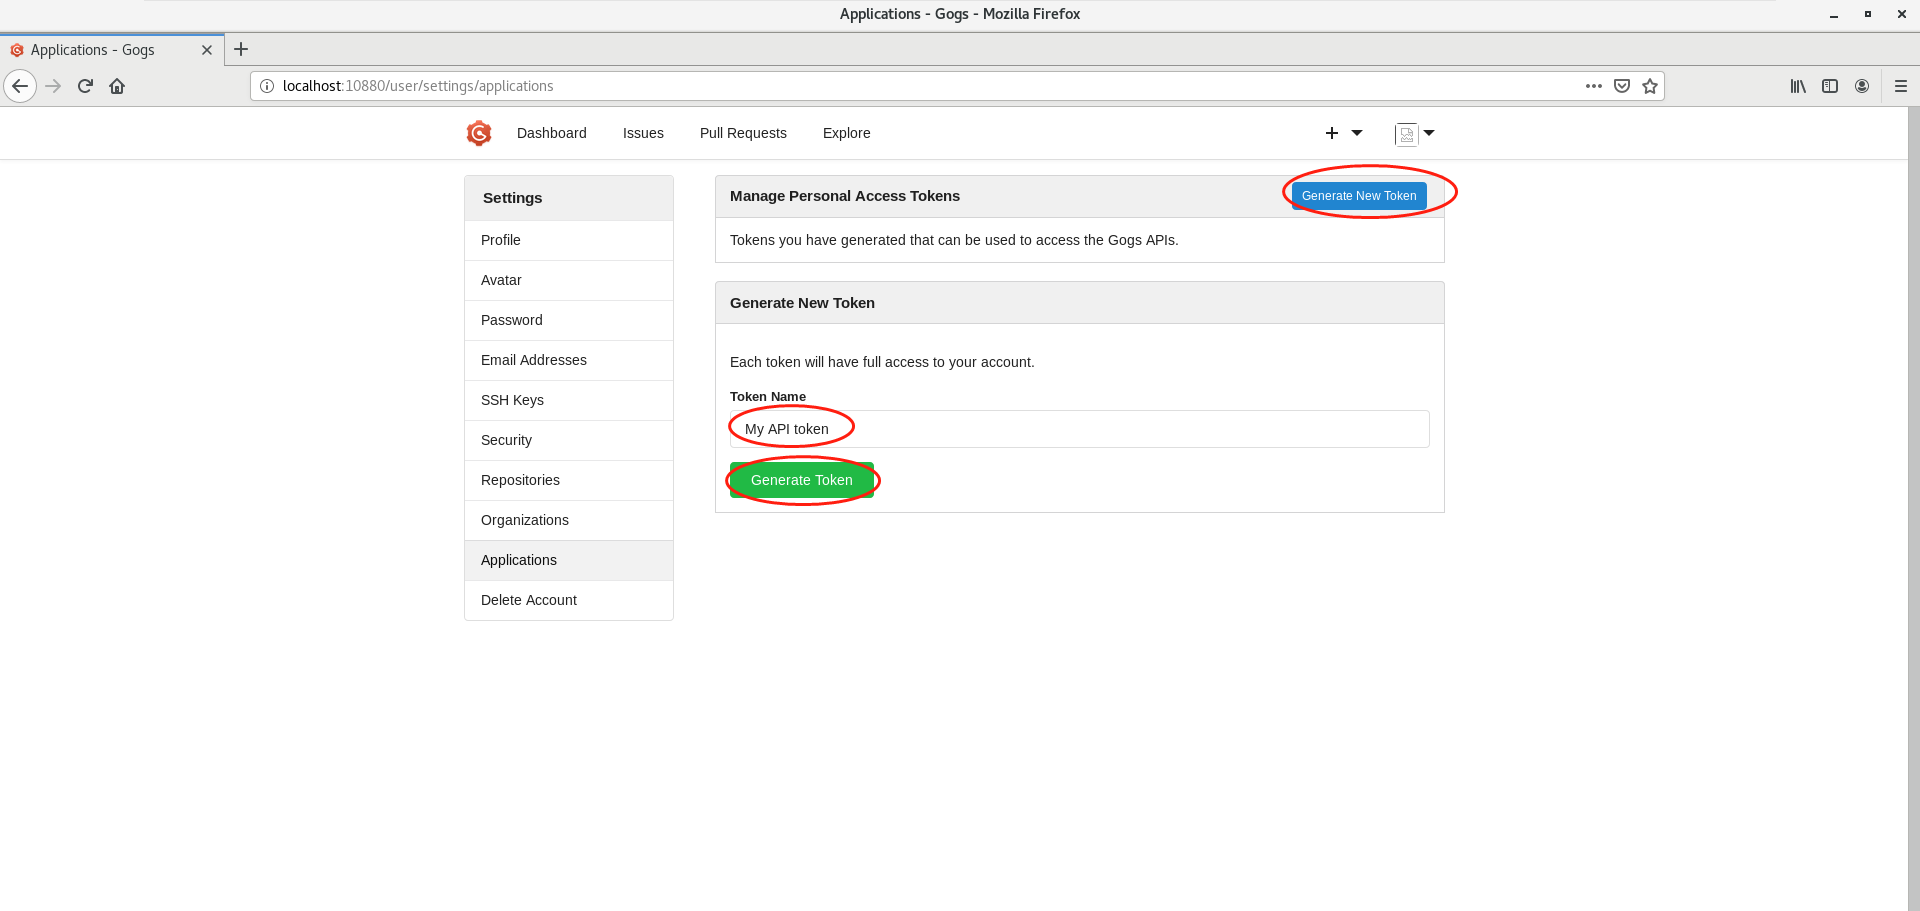 Applications - Gogs - Mozilla Firefox
Applications - Gogs
localhost:10880/user/settings/applications
Dashboard Issues Pull Requests Explore
Settings
Profile
Avatar
Password
Email Addresses
SSH Keys
Security
Repositories
Organizations
Applications
Delete Account
Manage Personal Access Tokens
Generate New Token
Tokens you have generated that can be used to access the Gogs APIs.
Generate New Token
Each token will have full access to your account.
Token Name
My API token
Generate Token